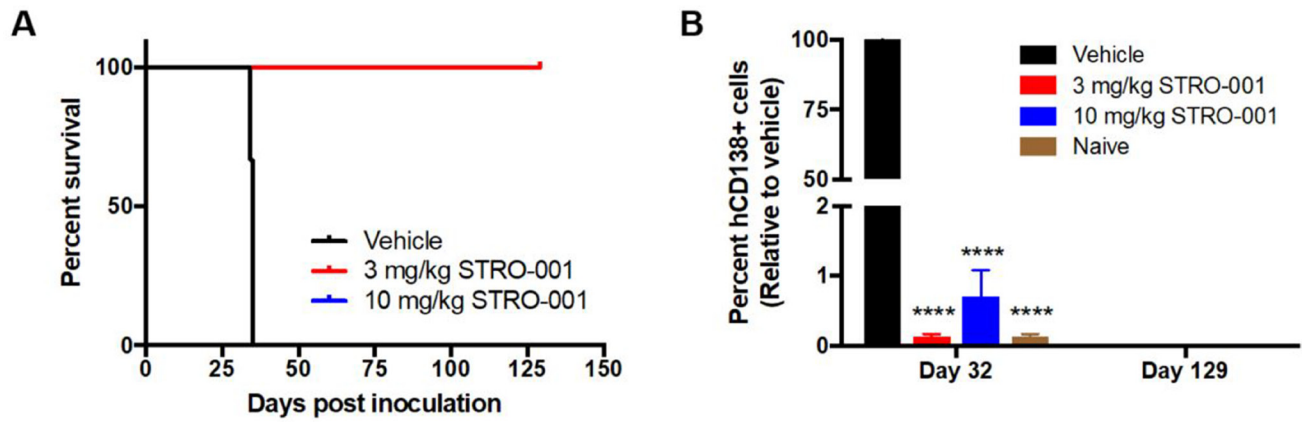 A
Percent survival
100
50
0
0 25 50 75 100 125 150
Days post inoculation
Vehicle
3 mg/kg STRO-001
10 mg/kg STRO-001
B
Percent hCD138+ cells
(Relative to vehicle)
100
75
50
2
1
0
**** **** ****
Day 32 Day 129
Vehicle
3 mg/kg STRO-001
10 mg/kg STRO-001
Naive